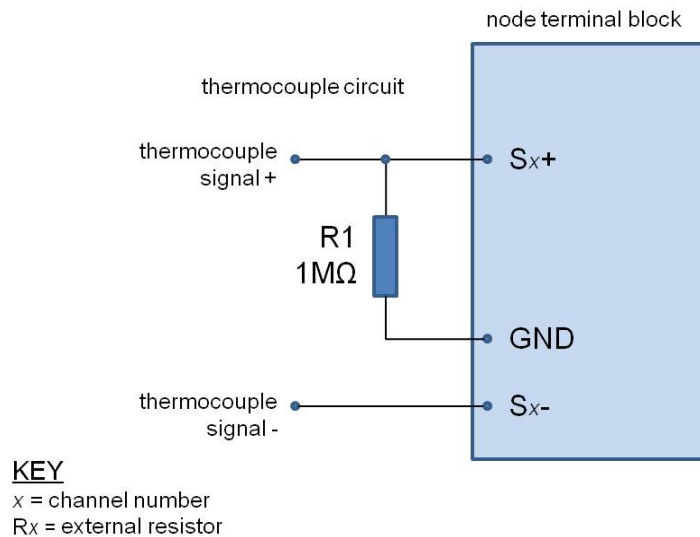 node terminal block
thermocouple circuit
thermocouple
signal +
Sx+
R1
1MΩ
GND
thermocouple
signal -
Sx-
KEY
x = channel number
Rx = external resistor